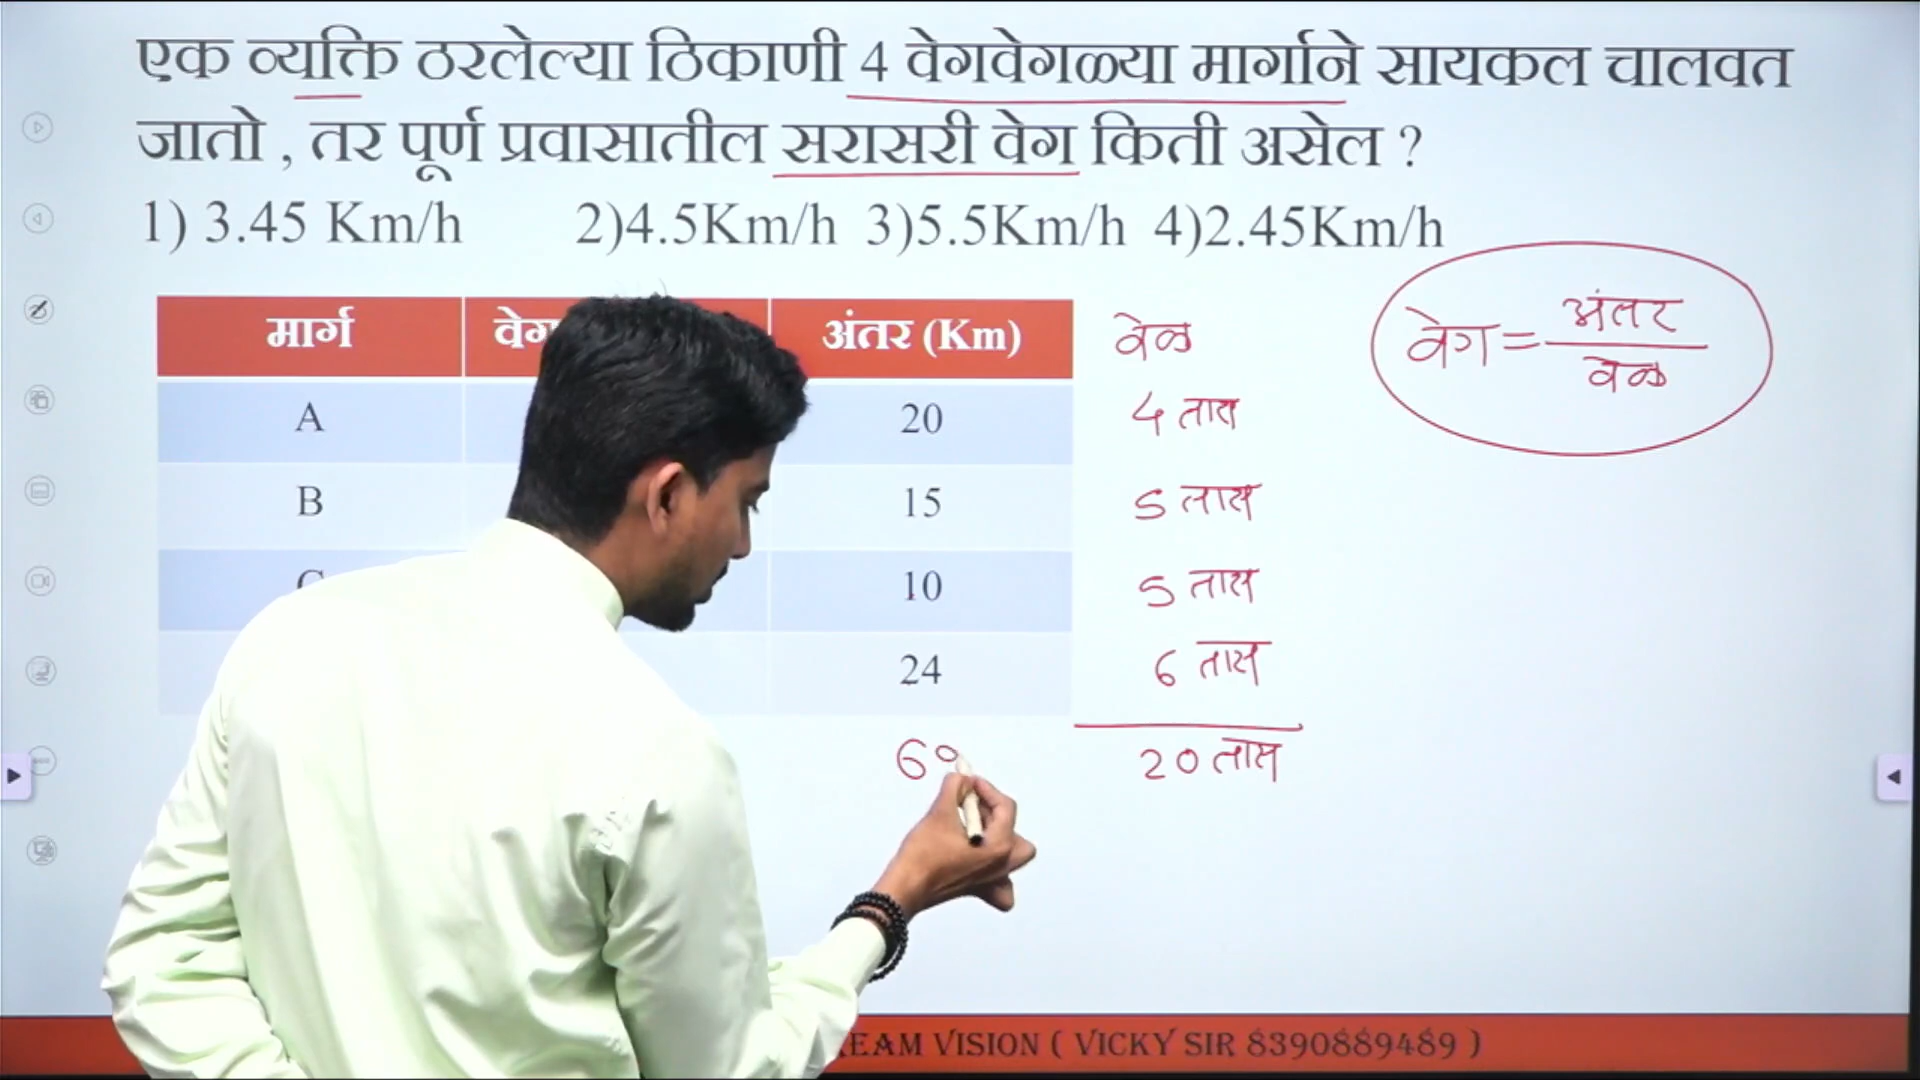 एक व्यक्ति ठरलेल्या ठिकाणी 4 वेगवेगळ्या मार्गाने सायकल चालवत
जातो , तर पूर्ण प्रवासातील सरासरी वेग किती असेल ?
1) 3.45 Km/h 2)4.5Km/h 3)5.5Km/h 4)2.45Km/h
मार्ग अंतर (Km) वेळ
वेग = अंतर / वेळ
A 20 4 तास
B 15 5 तास
10 5 तास
24 6 तास
69 20 तास
VISION ( VICKY SIR 8390889489 )